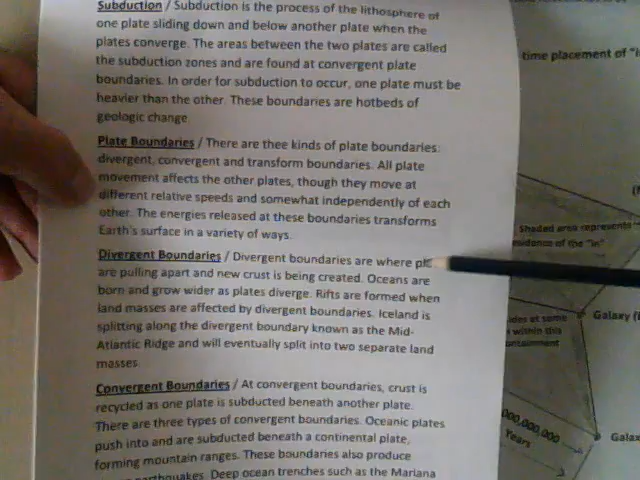 Subduction / Subduction is the process of the lithosphere of
one plate sliding down and below another plate when the
plates converge. The areas between the two plates are called
the subduction zones and are found at convergent plate
boundaries. In order for subduction to occur, one plate must be
heavier than the other. These boundaries are hotbeds of
geologic change.
Plate Boundaries / There are thee kinds of plate boundaries:
divergent, convergent and transform boundaries. All plate
movement affects the other plates, though they move at
different relative speeds and somewhat independently of each
other. The energies released at these boundaries transforms
Earth's surface in a variety of ways.
Divergent Boundaries / Divergent boundaries are where
are pulling apart and new crust is being created. Oceans are
born and grow wider as plates diverge. Rifts are formed when
land masses are affected by divergent boundaries. Iceland is
splitting along the divergent boundary known as the Mid-
Atlantic Ridge and will eventually split into two separate land
masses.
Convergent Boundaries / At convergent boundaries, crust is
recycled as one plate is subducted beneath another plate.
There are three types of convergent boundaries. Oceanic plates
push into and are subducted beneath a continental plate,
forming mountain ranges. These boundaries also produce
earthquakes. Deep ocean trenches such as the Mariana
time placement of
Shaded area represents
of the "in"
Galaxy
at some
within this
000,000,000
Years